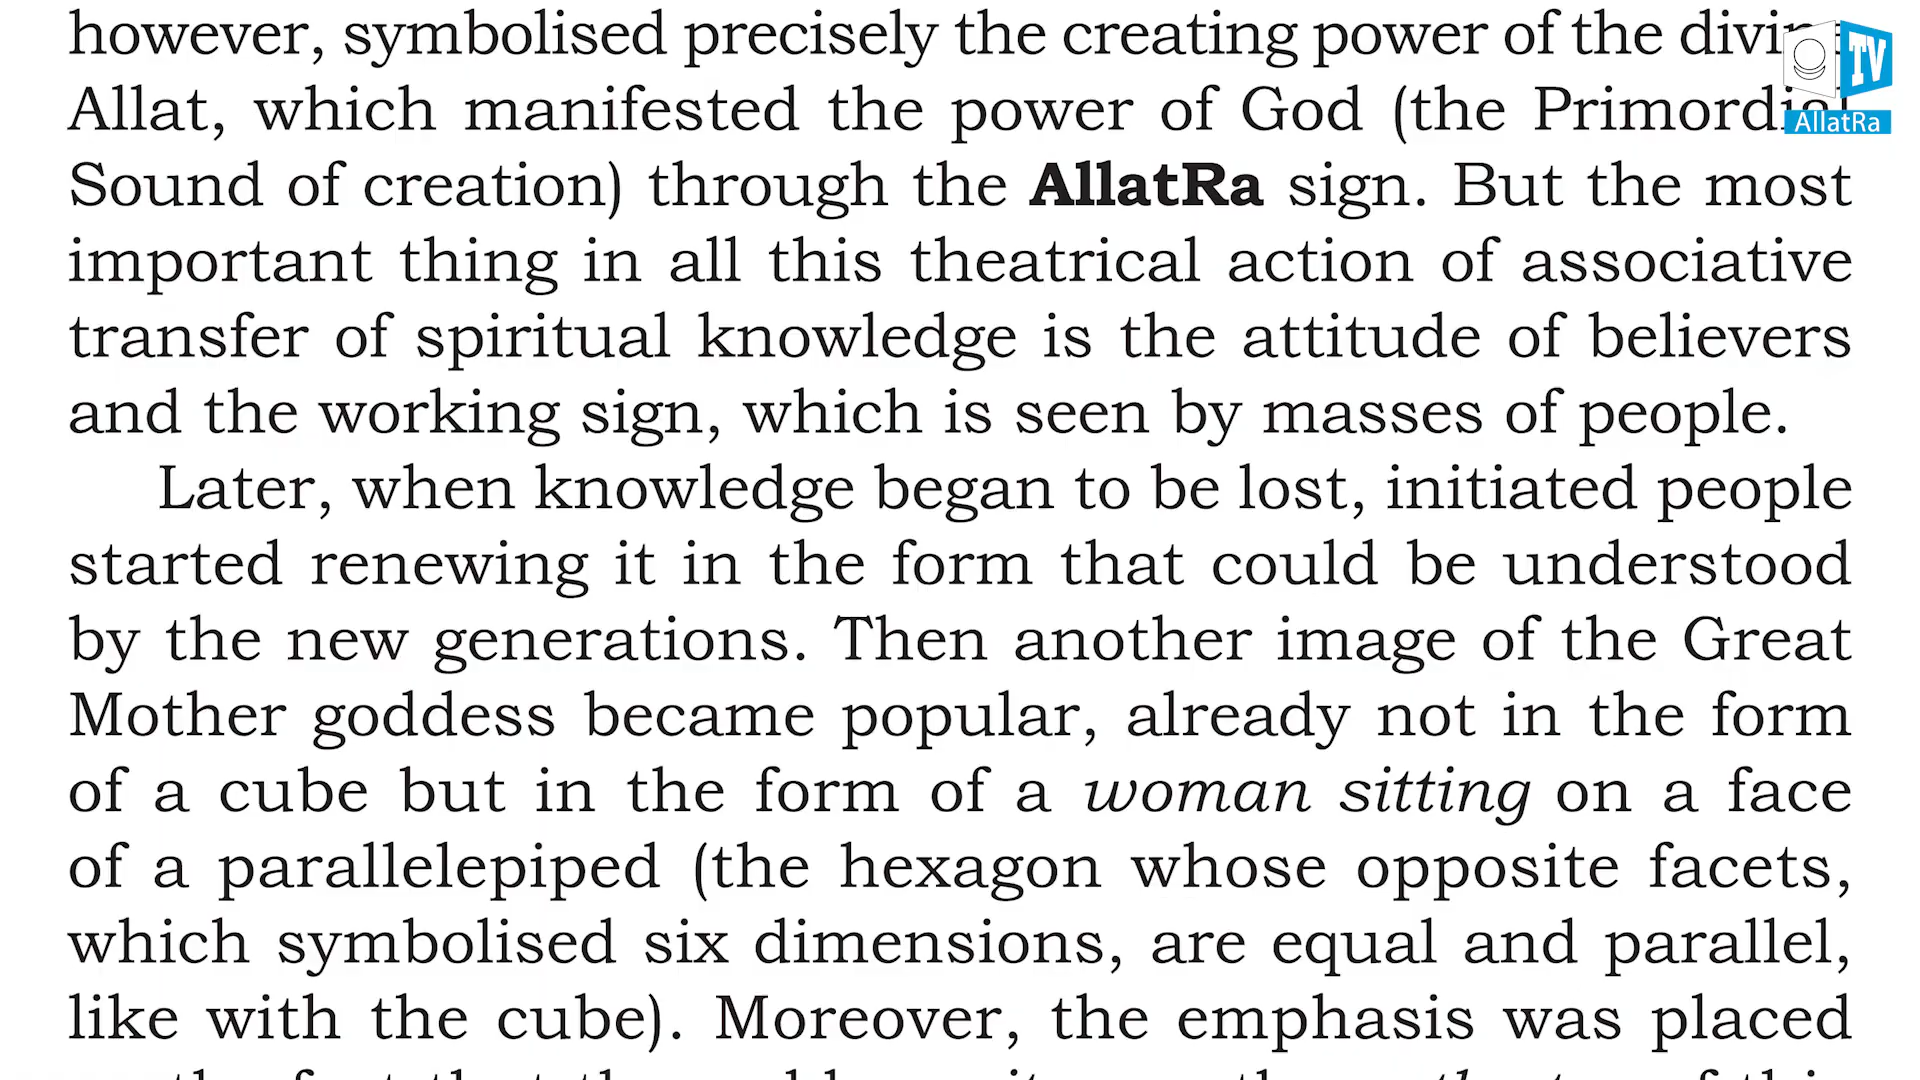 however, symbolised precisely the creating power of the divine
Allat, which manifested the power of God (the Primordial
Sound of creation) through the AllatRa sign. But the most
important thing in all this theatrical action of associative
transfer of spiritual knowledge is the attitude of believers
and the working sign, which is seen by masses of people.
Later, when knowledge began to be lost, initiated people
started renewing it in the form that could be understood
by the new generations. Then another image of the Great
Mother goddess became popular, already not in the form
of a cube but in the form of a woman sitting on a face
of a parallelepiped (the hexagon whose opposite facets,
which symbolised six dimensions, are equal and parallel,
like with the cube). Moreover, the emphasis was placed
TV
AllatRa